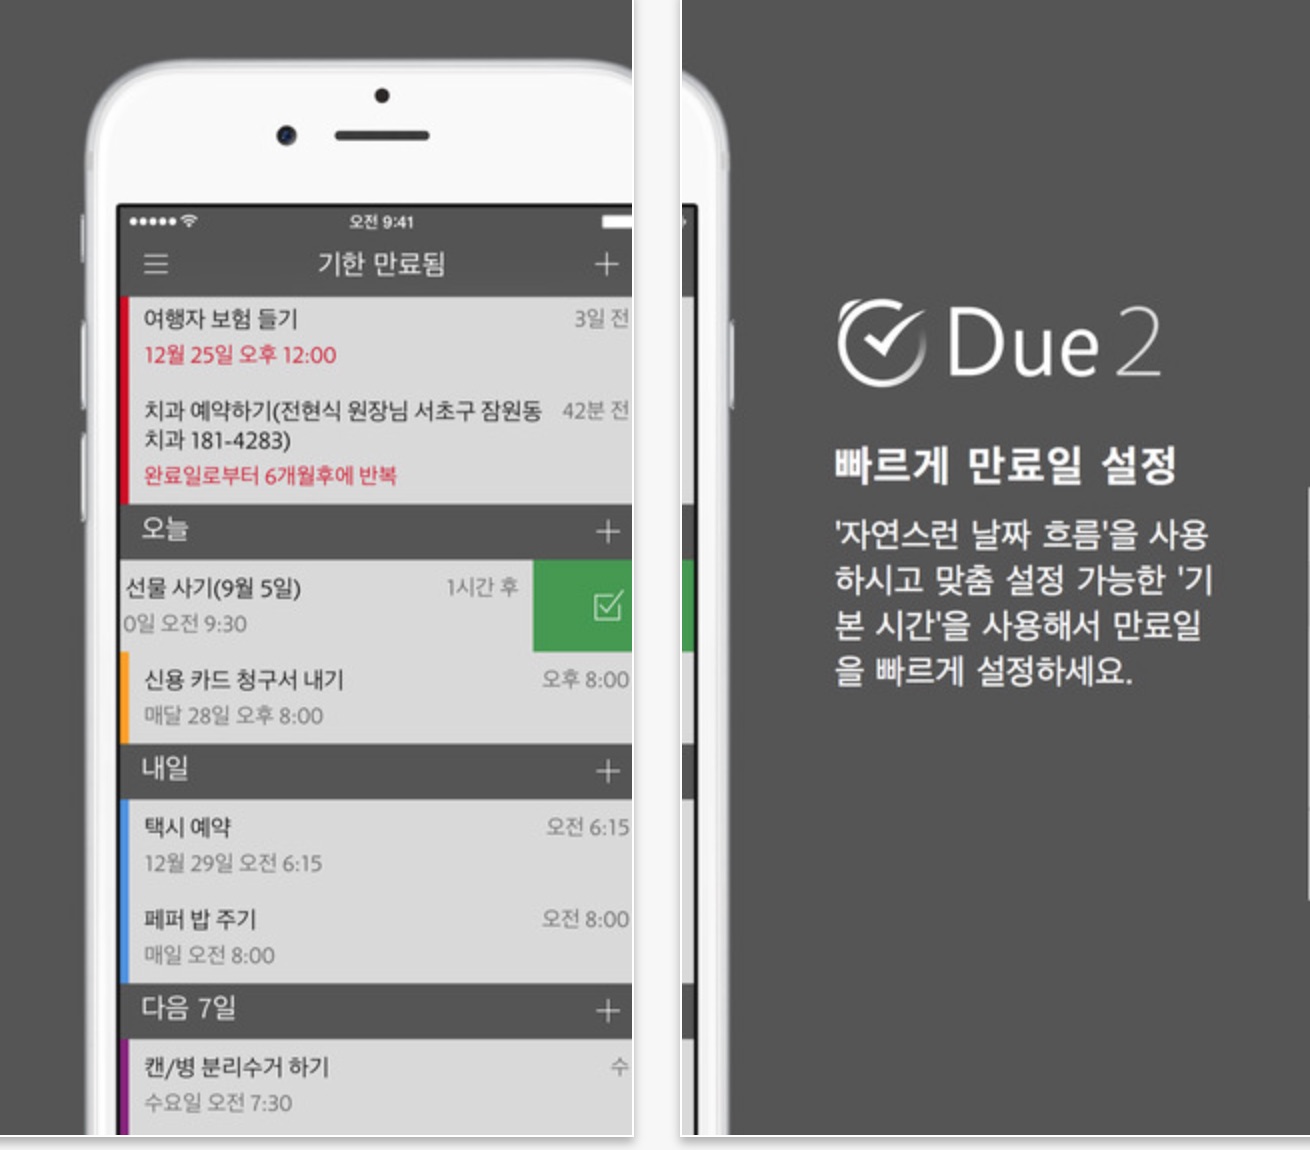 오전 9:41
기한 만료됨
여행자 보험 들기
3일 전
12월 25일 오후 12:00
치과 예약하기(전현식 원장님 서초구 잠원동
42분 전
치과 181-4283)
완료일로부터 6개월후에 반복
오늘
선물 사기(9월 5일)
1시간 후
0일 오전 9:30
신용 카드 청구서 내기
오후 8:00
매달 28일 오후 8:00
내일
택시 예약
오전 6:15
12월 29일 오전 6:15
페퍼 밥 주기
오전 8:00
매일 오전 8:00
다음 7일
캔/병 분리수거 하기
수
수요일 오전 7:30
Due 2
빠르게 만료일 설정
'자연스런 날짜 흐름'을 사용
하시고 맞춤 설정 가능한 '기
본 시간'을 사용해서 만료일
을 빠르게 설정하세요.